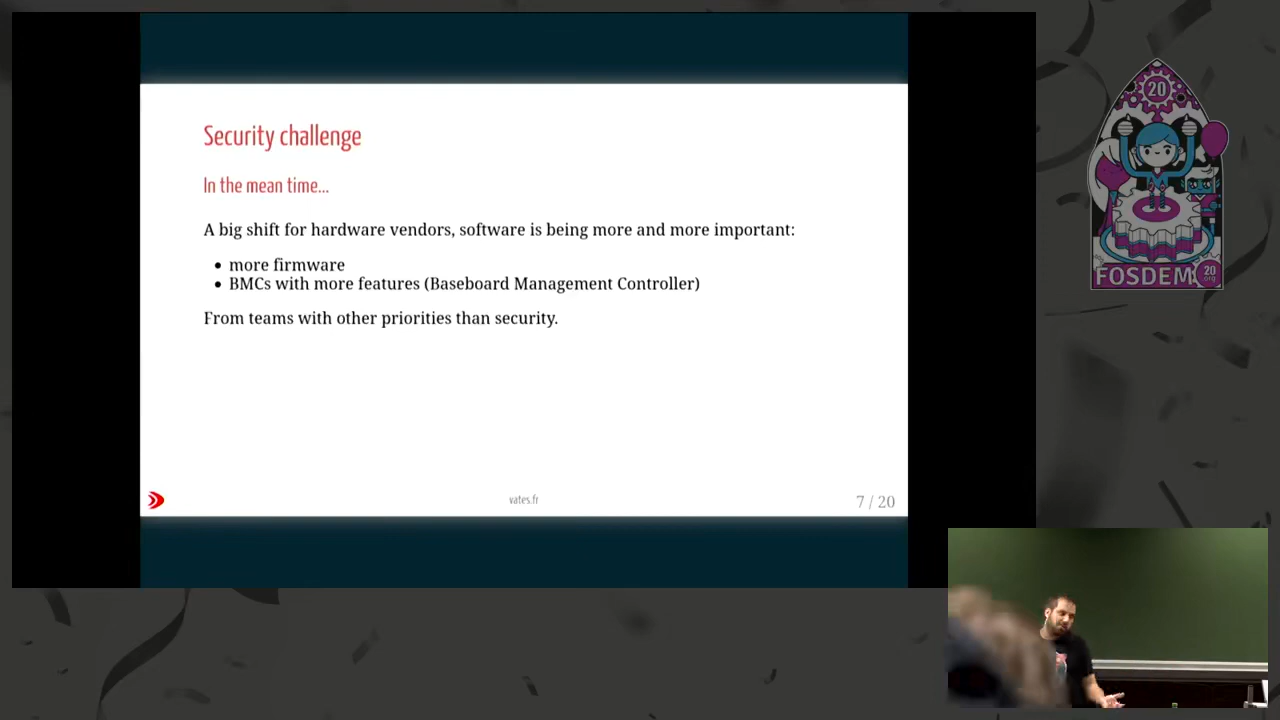 Security challenge
In the mean time...
A big shift for hardware vendors, software is being more and more important:
• more firmware
• BMCs with more features (Baseboard Management Controller)
From teams with other priorities than security.
vates.fr
7 / 20
20
FOSDEM
20
.org